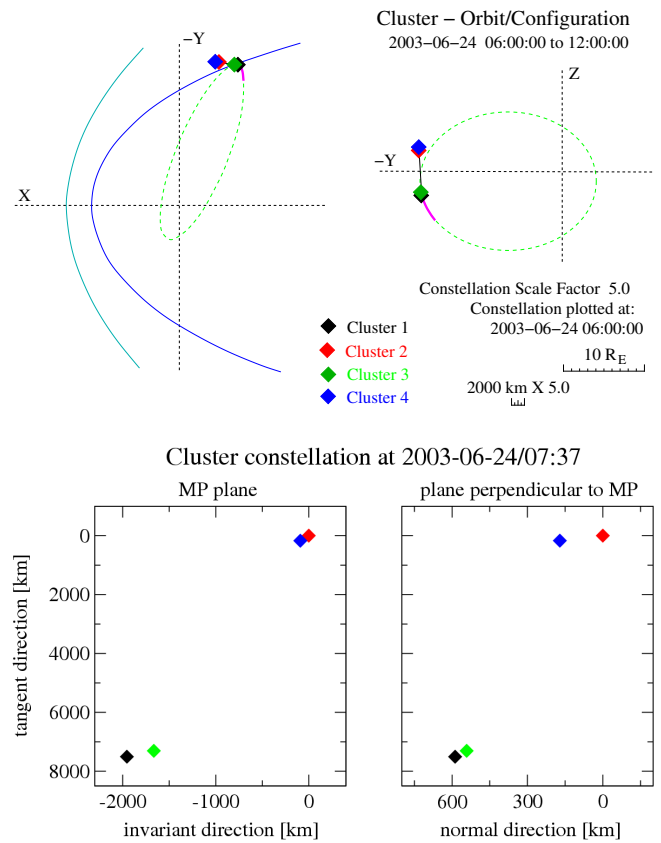 Cluster − Orbit/Configuration
2003−06−24 06:00:00 to 12:00:00
−Y
X
Z
−Y
Constellation Scale Factor 5.0
Constellation plotted at:
2003−06−24 06:00:00
Cluster 1
Cluster 2
Cluster 3
Cluster 4
10 RE
2000 km X 5.0
Cluster constellation at 2003-06-24/07:37
MP plane
plane perpendicular to MP
tangent direction [km]
0
2000
4000
6000
8000
-2000
-1000
0
600
300
0
invariant direction [km]
normal direction [km]